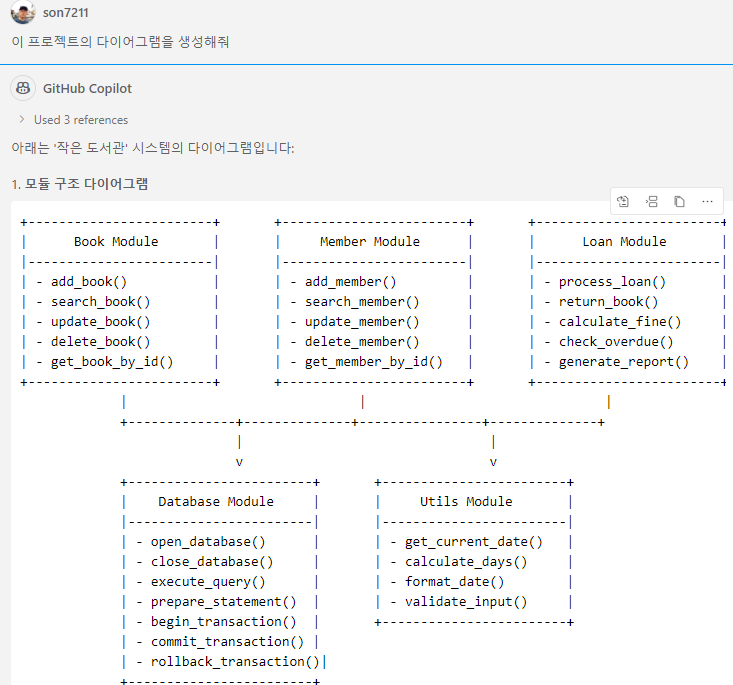 son7211
이 프로젝트의 다이어그램을 생성해줘
GitHub Copilot
> Used 3 references
아래는 '작은 도서관' 시스템의 다이어그램입니다:
1. 모듈 구조 다이어그램
+------------------------+       +------------------------+       +------------------------+
|      Book Module       |       |     Member Module      |       |      Loan Module       |
|------------------------|       |------------------------|       |------------------------|
| - add_book()           |       | - add_member()         |       | - process_loan()       |
| - search_book()        |       | - search_member()      |       | - return_book()        |
| - update_book()        |       | - update_member()      |       | - calculate_fine()     |
| - delete_book()        |       | - delete_member()      |       | - check_overdue()      |
| - get_book_by_id()     |       | - get_member_by_id()   |       | - generate_report()    |
+------------------------+       +------------------------+       +------------------------+
             |                              |                               |
             +--------------+--------------+----------------+--------------+
                            |                                |
                            v                                v
             +------------------------+       +------------------------+
             |    Database Module     |       |     Utils Module       |
             |------------------------|       |------------------------|
             | - open_database()      |       | - get_current_date()   |
             | - close_database()     |       | - calculate_days()     |
             | - execute_query()      |       | - format_date()        |
             | - prepare_statement()  |       | - validate_input()     |
             | - begin_transaction()  |       +------------------------+
             | - commit_transaction() |
             | - rollback_transaction()|
             +------------------------+